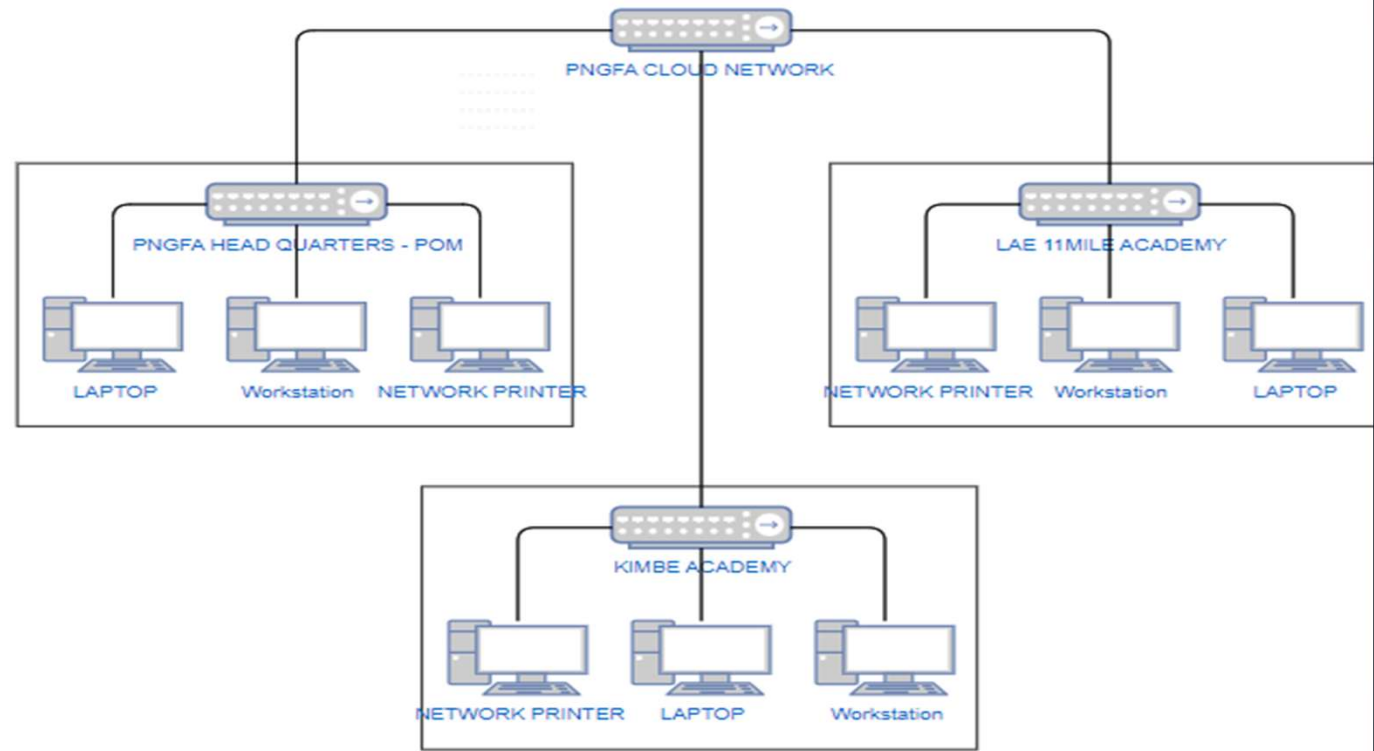 PNGFA CLOUD NETWORK
PNGFA HEAD QUARTERS - POM
LAE 11MILE ACADEMY
LAPTOP
Workstation
NETWORK PRINTER
NETWORK PRINTER
Workstation
LAPTOP
KIMBE ACADEMY
NETWORK PRINTER
LAPTOP
Workstation